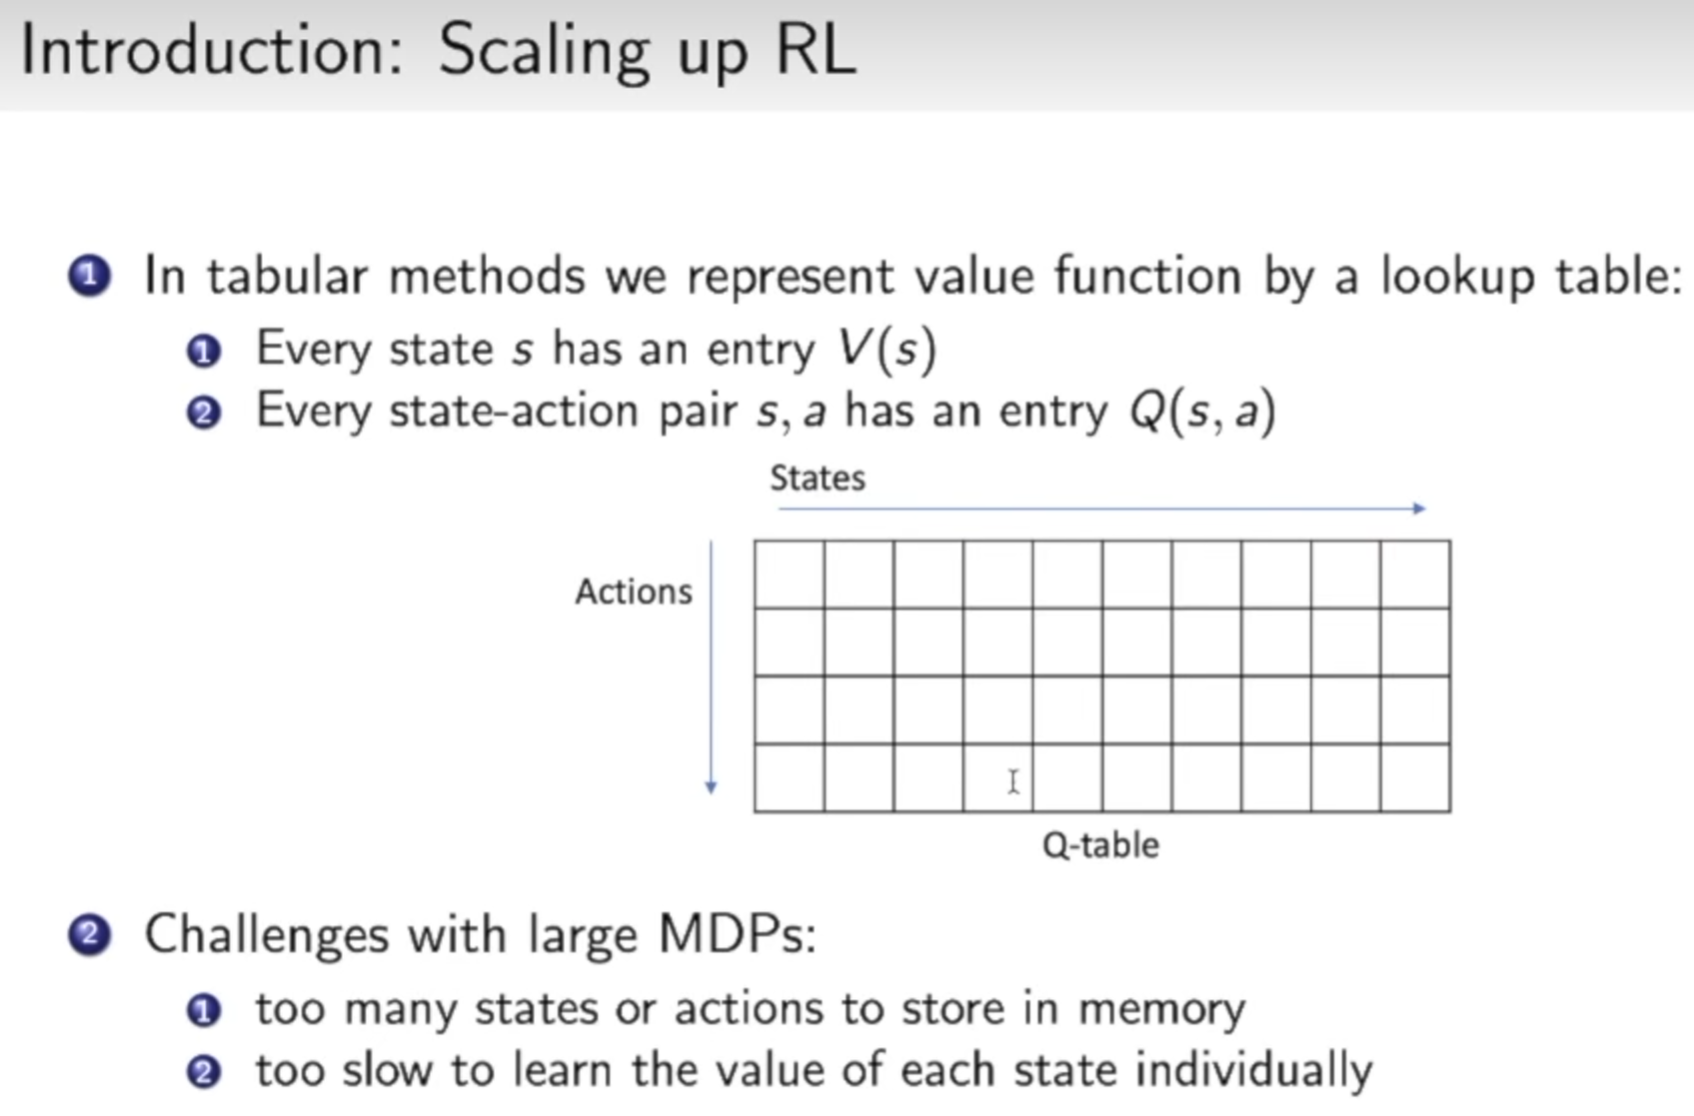 Introduction: Scaling up RL
1 In tabular methods we represent value function by a lookup table:
1 Every state s has an entry V(s)
2 Every state-action pair s, a has an entry Q(s, a)
States
Actions
Q-table
2 Challenges with large MDPs:
1 too many states or actions to store in memory
2 too slow to learn the value of each state individually